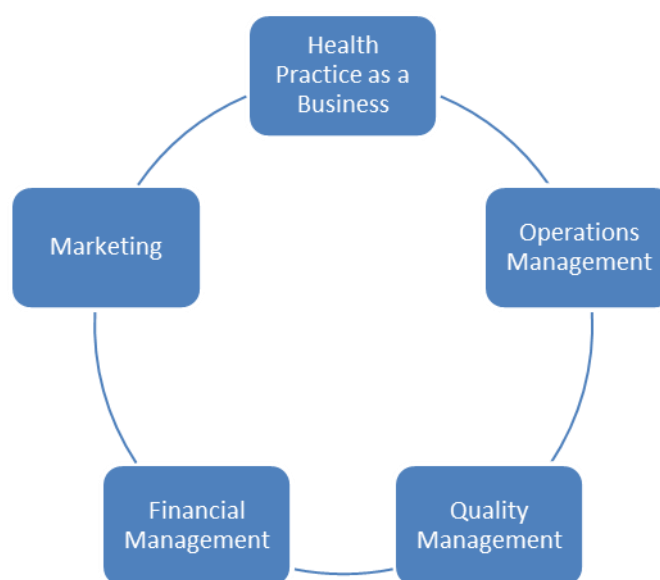 Health
Practice as a
Business
Operations
Management
Quality
Management
Financial
Management
Marketing